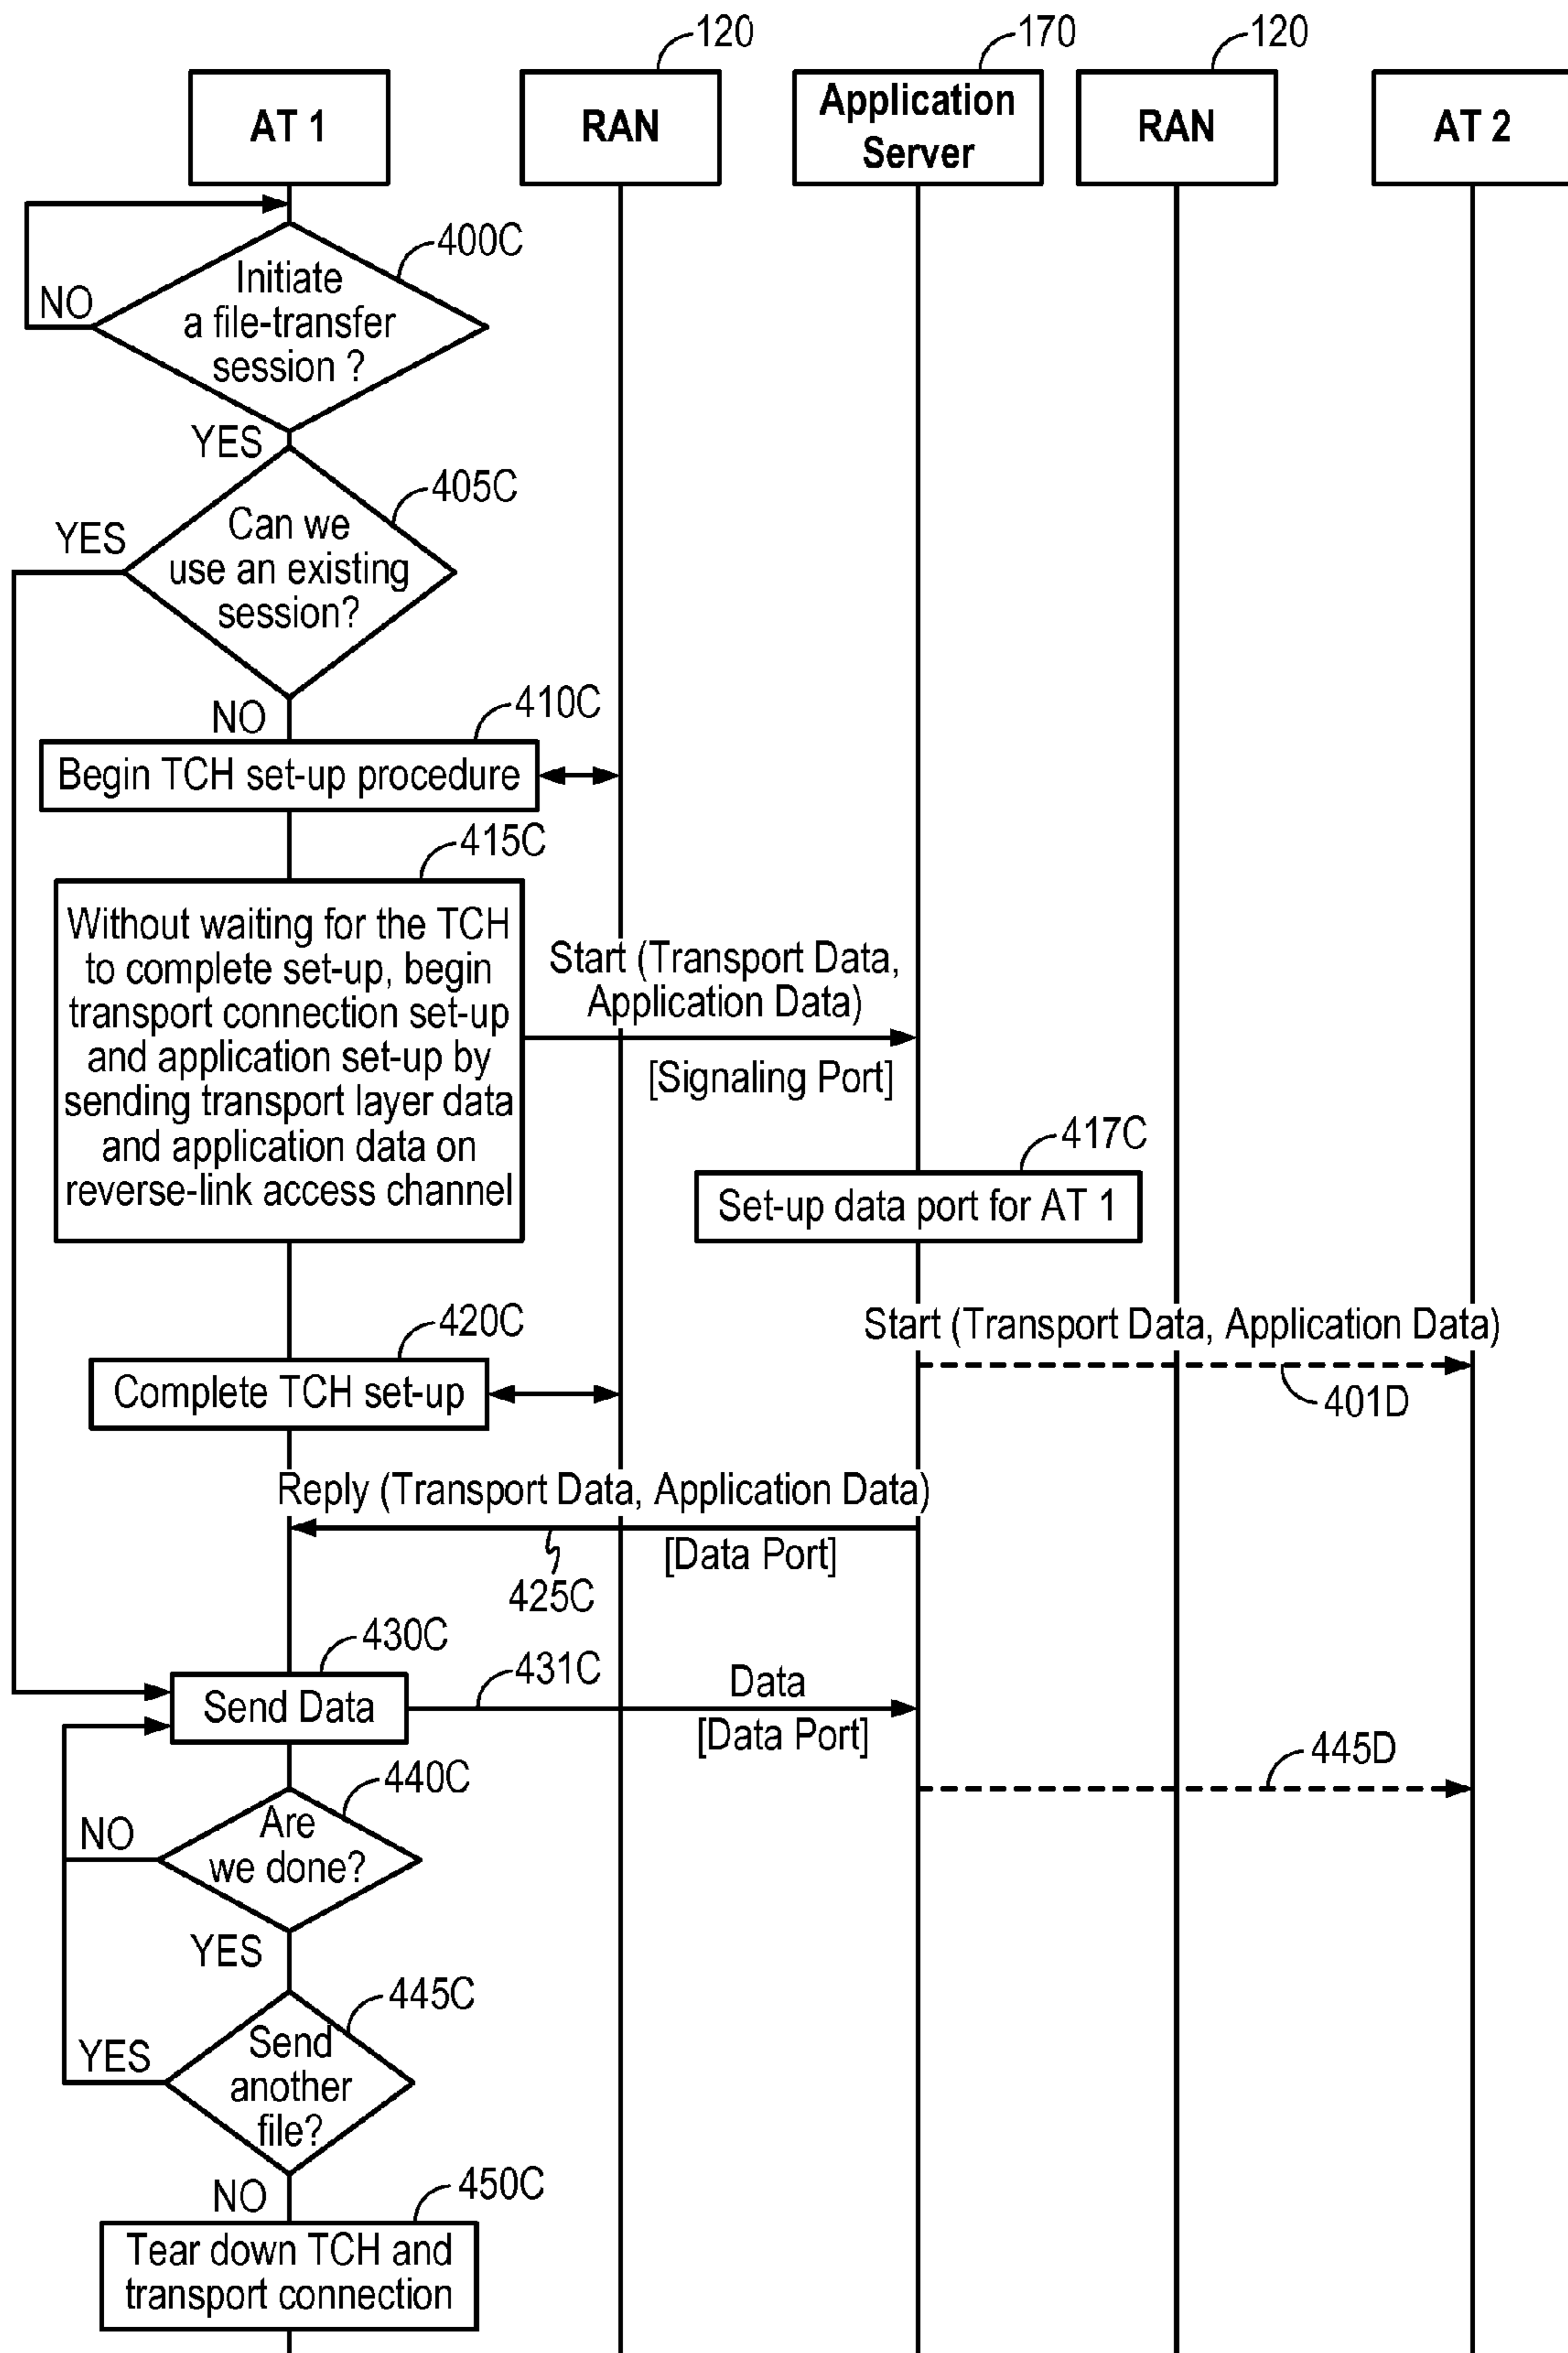 120
170
120
AT 1
RAN
Application
Server
RAN
AT 2
400C
Initiate
a file-transfer
session ?
NO
YES
405C
Can we
use an existing
session?
YES
NO
410C
Begin TCH set-up procedure
415C
Without waiting for the TCH
to complete set-up, begin
transport connection set-up
and application set-up by
sending transport layer data
and application data on
reverse-link access channel
Start (Transport Data,
Application Data)
[Signaling Port]
417C
Set-up data port for AT 1
Start (Transport Data, Application Data)
401D
420C
Complete TCH set-up
Reply (Transport Data, Application Data)
[Data Port]
425C
430C
Send Data
431C
Data
[Data Port]
445D
440C
Are
we done?
NO
YES
445C
Send
another
file?
YES
NO
450C
Tear down TCH and
transport connection